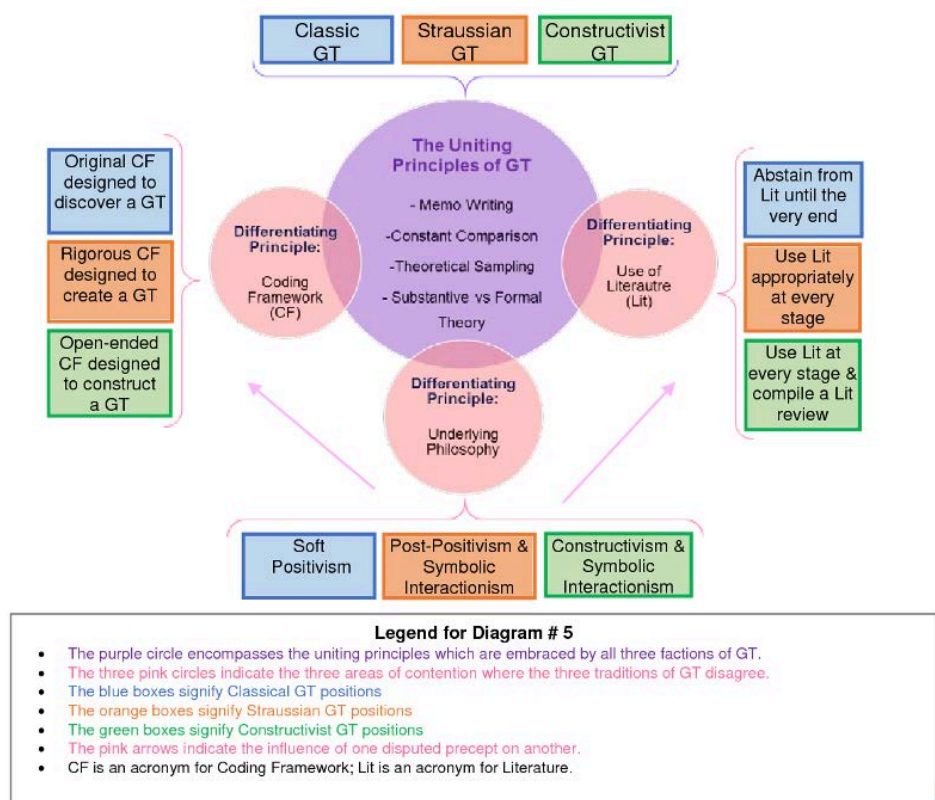 Classic
GT
Straussian
GT
Constructivist
GT
The Uniting
Principles of GT
- Memo Writing
-Constant Comparison
-Theoretical Sampling
- Substantive vs Formal
Theory
Original CF
designed to
discover a GT
Rigorous CF
designed to
create a GT
Open-ended
CF designed
to construct
a GT
Differentiating
Principle:
Coding
Framework
(CF)
Differentiating
Principle:
Use of
Literautre
(Lit)
Abstain from
Lit until the
very end
Use Lit
appropriately
at every
stage
Use Lit at
every stage &
compile a Lit
review
Differentiating
Principle:
Underlying
Philosophy
Soft
Positivism
Post-Positivism &
Symbolic
Interactionism
Constructivism &
Symbolic
Interactionism
Legend for Diagram # 5
• The purple circle encompasses the uniting principles which are embraced by all three factions of GT.
• The three pink circles indicate the three areas of contention where the three traditions of GT disagree.
• The blue boxes signify Classical GT positions
• The orange boxes signify Straussian GT positions
• The green boxes signify Constructivist GT positions
• The pink arrows indicate the influence of one disputed precept on another.
• CF is an acronym for Coding Framework; Lit is an acronym for Literature.